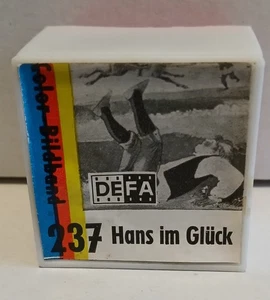 Color-Bildband
DEFA
237 Hans im Glück